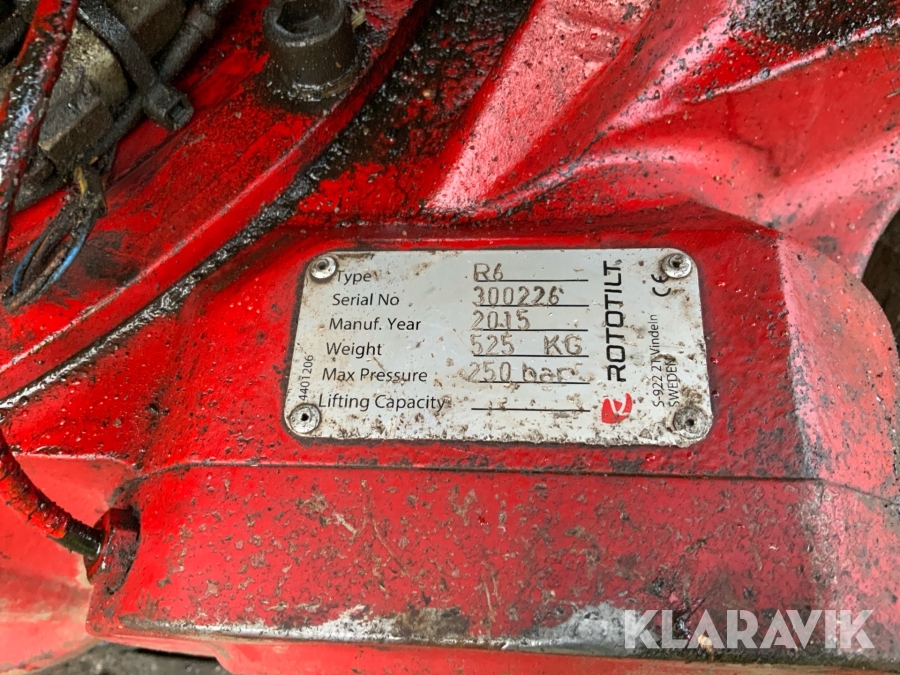 Type R6
Serial No 300226
Manuf. Year 2015
Weight 525 KG
Max Pressure 250 bar
Lifting Capacity -
4401206
ROTOTILT
CE
S-922 21 Vindeln
SWEDEN
KLARAVIK